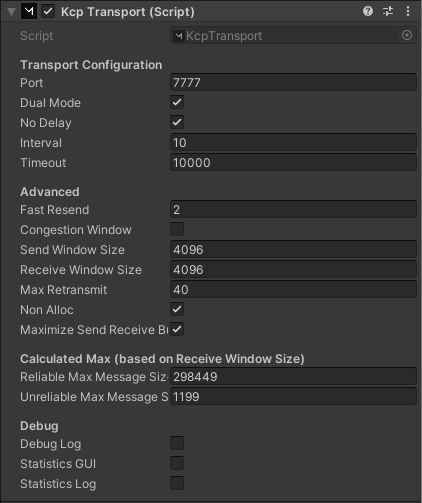 Kcp Transport (Script)
Script KcpTransport
Transport Configuration
Port 7777
Dual Mode
No Delay
Interval 10
Timeout 10000
Advanced
Fast Resend 2
Congestion Window
Send Window Size 4096
Receive Window Size 4096
Max Retransmit 40
Non Alloc
Maximize Send Receive Bu
Calculated Max (based on Receive Window Size)
Reliable Max Message Siz 298449
Unreliable Max Message S 1199
Debug
Debug Log
Statistics GUI
Statistics Log